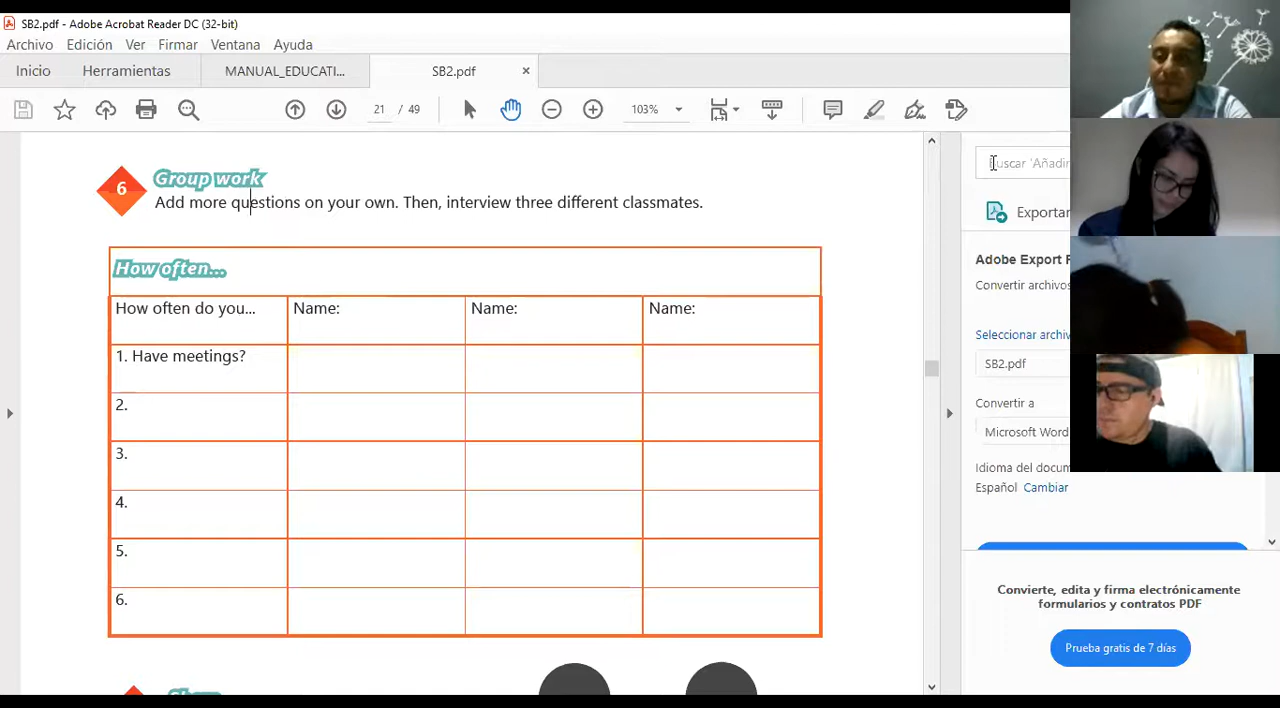 SB2.pdf - Adobe Acrobat Reader DC (32-bit)
Archivo Edición Ver Firmar Ventana Ayuda
Inicio Herramientas MANUAL_EDUCATI... SB2.pdf ×
21 / 49 103%
6 Group work
Add more questions on your own. Then, interview three different classmates.
How often...
How often do you... Name: Name: Name:
1. Have meetings?
2.
3.
4.
5.
6.
Buscar 'Añadir
Exportar
Adobe Export
Convertir archivos
Seleccionar archiv
SB2.pdf
Convertir a
Microsoft Word
Idioma del docum
Español Cambiar
Convierte, edita y firma electrónicamente
formularios y contratos PDF
Prueba gratis de 7 días